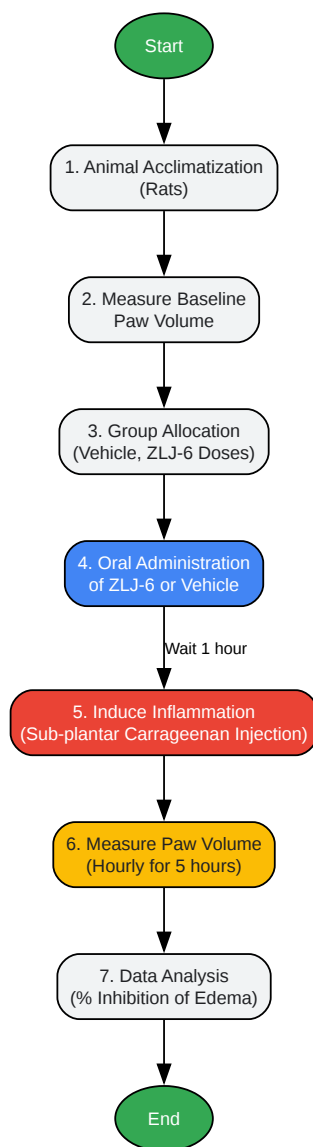 Start
1. Animal Acclimatization
(Rats)
2. Measure Baseline
Paw Volume
3. Group Allocation
(Vehicle, ZLJ-6 Doses)
4. Oral Administration
of ZLJ-6 or Vehicle
Wait 1 hour
5. Induce Inflammation
(Sub-plantar Carrageenan Injection)
6. Measure Paw Volume
(Hourly for 5 hours)
7. Data Analysis
(% Inhibition of Edema)
End